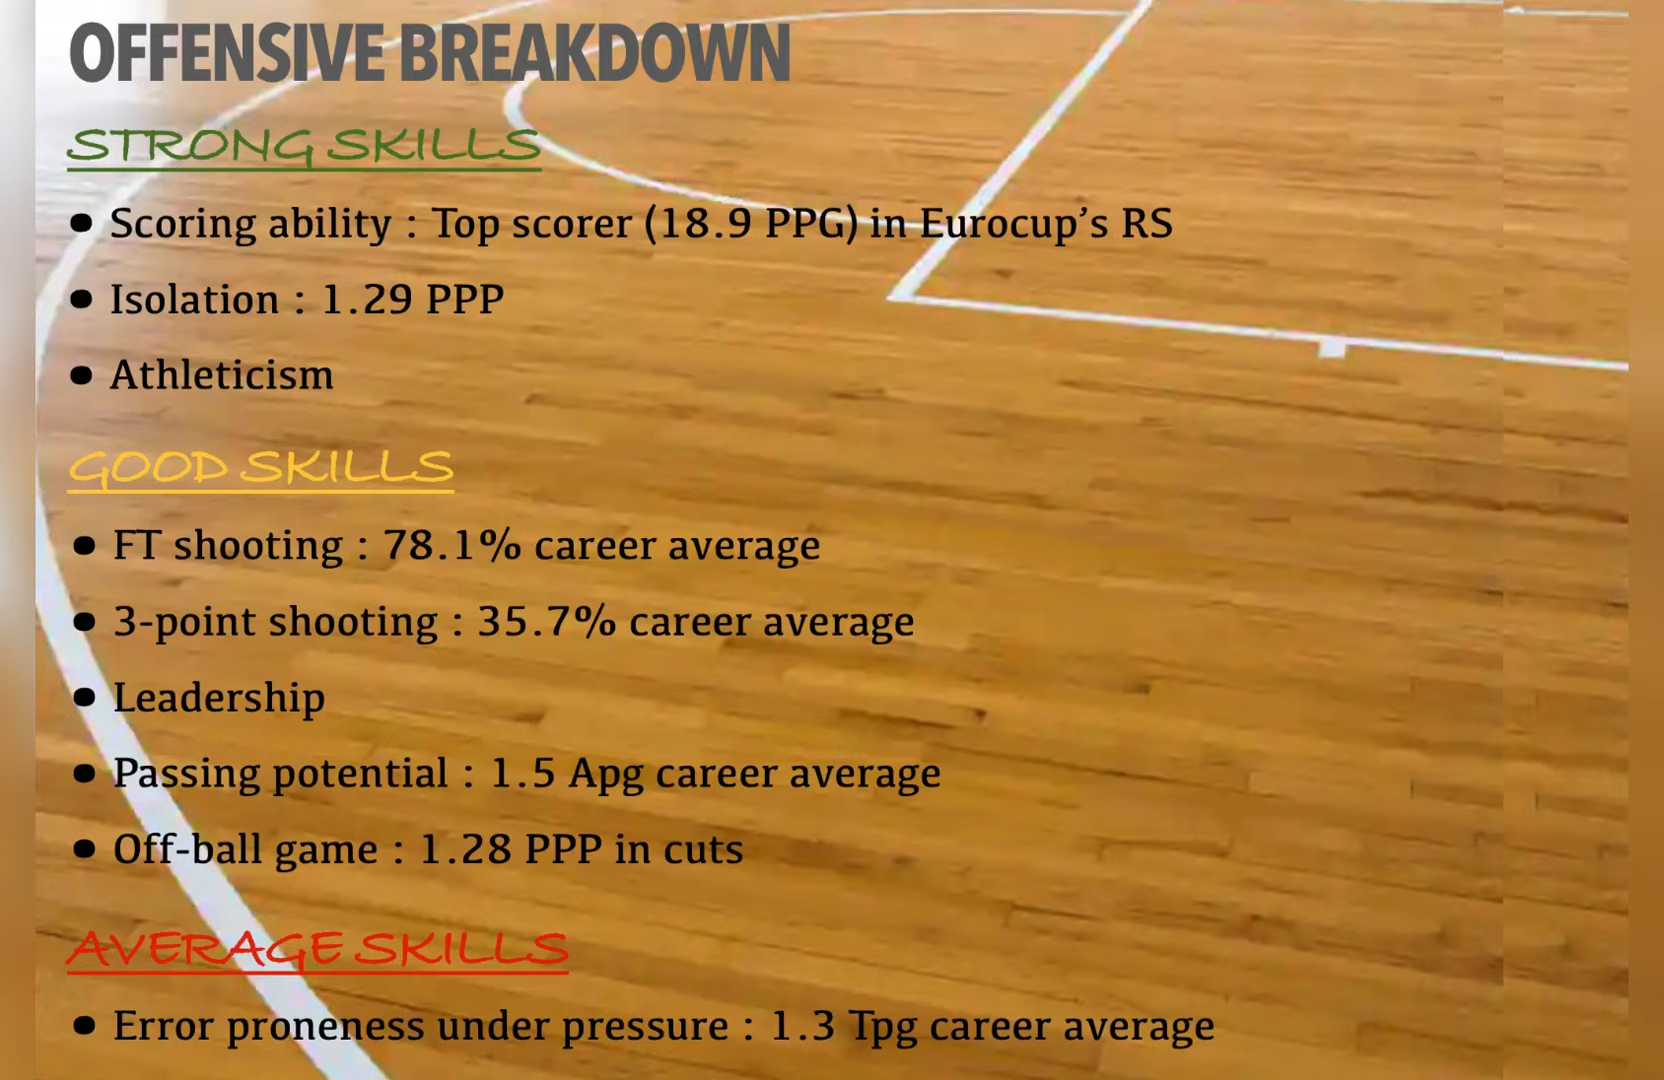 OFFENSIVE BREAKDOWN
STRONG SKILLS
• Scoring ability : Top scorer (18.9 PPG) in Eurocup’s RS
• Isolation : 1.29 PPP
• Athleticism
GOOD SKILLS
• FT shooting : 78.1% career average
• 3-point shooting : 35.7% career average
• Leadership
• Passing potential : 1.5 Apg career average
• Off-ball game : 1.28 PPP in cuts
AVERAGE SKILLS
• Error proneness under pressure : 1.3 Tpg career average